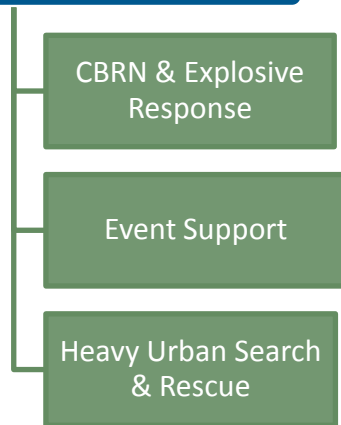 CBRN & Explosive
Response
Event Support
Heavy Urban Search
& Rescue